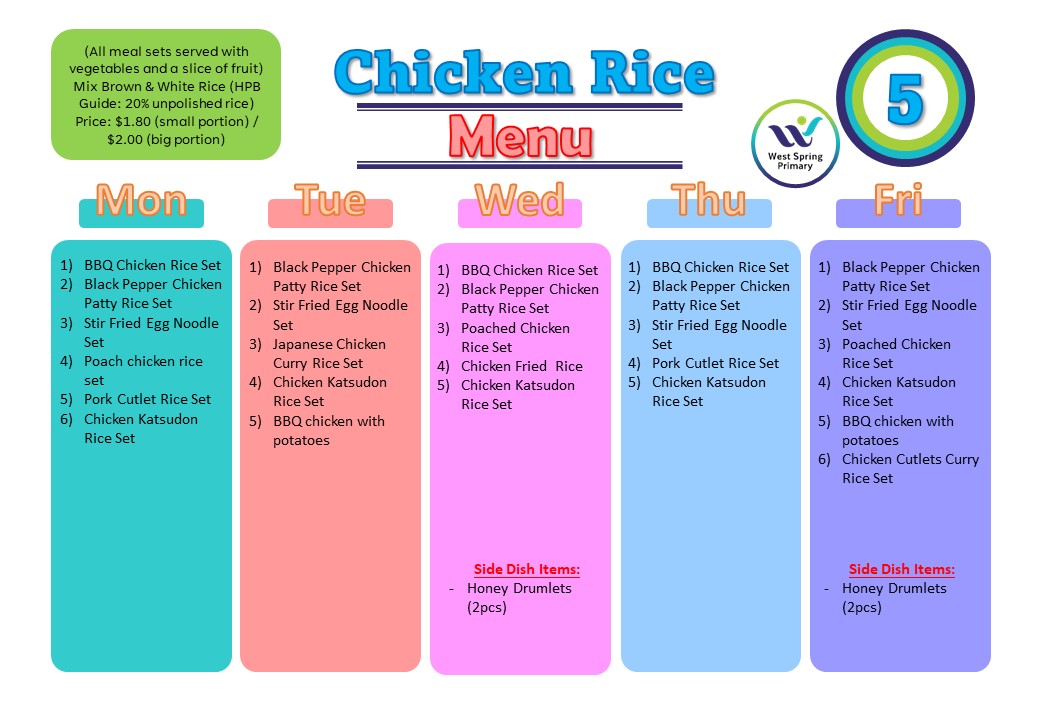 (All meal sets served with
vegetables and a slice of fruit)
Mix Brown & White Rice (HPB
Guide: 20% unpolished rice)
Price: $1.80 (small portion) /
$2.00 (big portion)
Chicken Rice
Menu
5
West Spring
Primary
Mon
1) BBQ Chicken Rice Set
2) Black Pepper Chicken
Patty Rice Set
3) Stir Fried Egg Noodle
Set
4) Poach chicken rice
set
5) Pork Cutlet Rice Set
6) Chicken Katsudon
Rice Set
Tue
1) Black Pepper Chicken
Patty Rice Set
2) Stir Fried Egg Noodle
Set
3) Japanese Chicken
Curry Rice Set
4) Chicken Katsudon
Rice Set
5) BBQ chicken with
potatoes
Wed
1) BBQ Chicken Rice Set
2) Black Pepper Chicken
Patty Rice Set
3) Poached Chicken
Rice Set
4) Chicken Fried Rice
5) Chicken Katsudon
Rice Set
Side Dish Items:
- Honey Drumlets
(2pcs)
Thu
1) BBQ Chicken Rice Set
2) Black Pepper Chicken
Patty Rice Set
3) Stir Fried Egg Noodle
Set
4) Pork Cutlet Rice Set
5) Chicken Katsudon
Rice Set
Fri
1) Black Pepper Chicken
Patty Rice Set
2) Stir Fried Egg Noodle
Set
3) Poached Chicken
Rice Set
4) Chicken Katsudon
Rice Set
5) BBQ chicken with
potatoes
6) Chicken Cutlets Curry
Rice Set
Side Dish Items:
- Honey Drumlets
(2pcs)